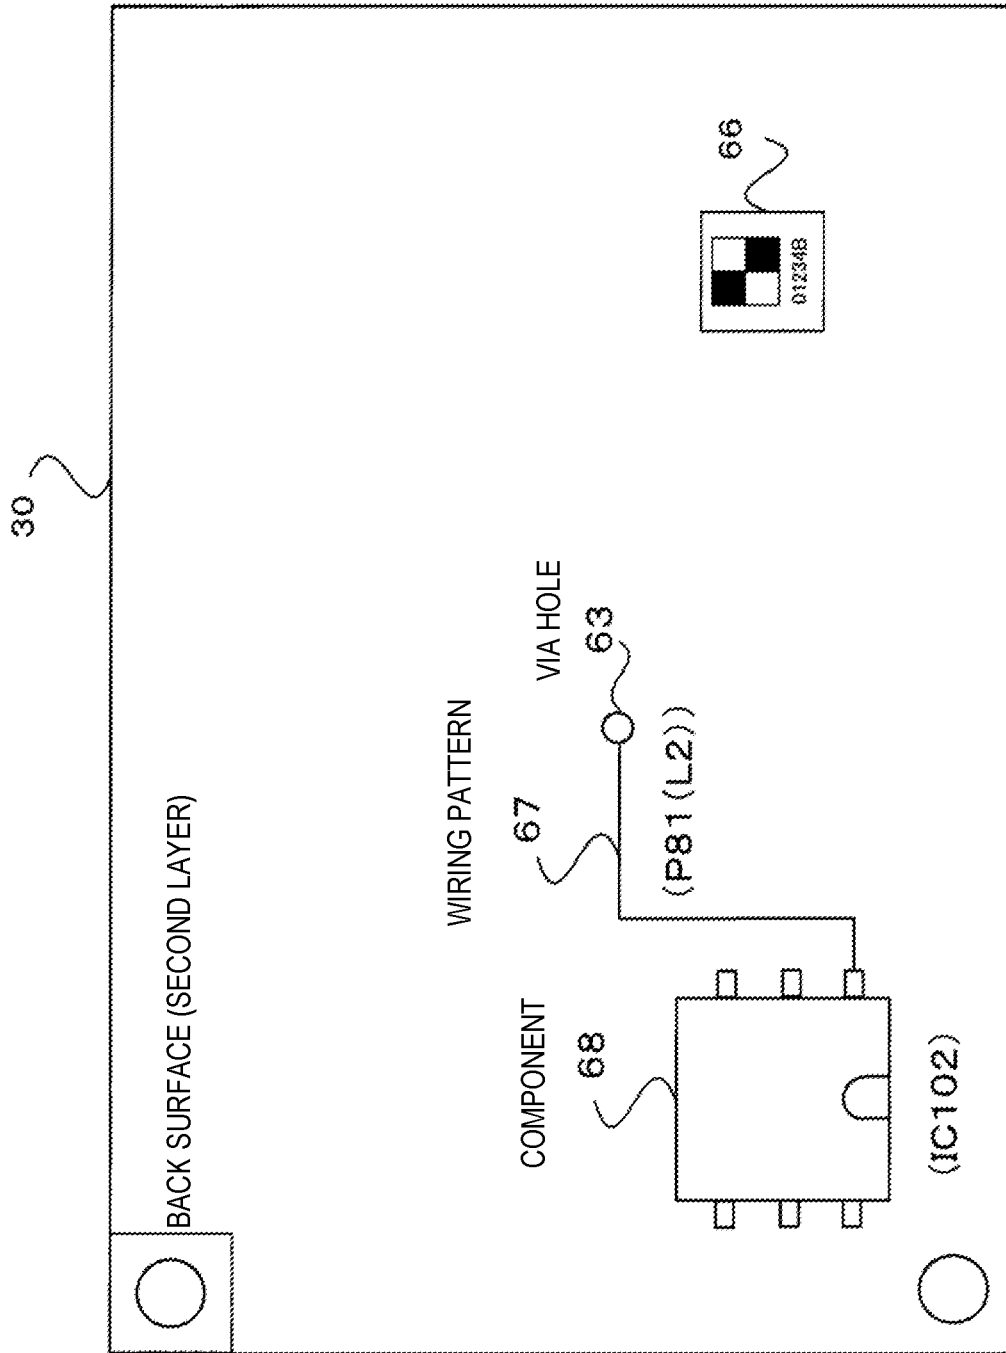 30
BACK SURFACE (SECOND LAYER)
WIRING PATTERN
67
COMPONENT
68
VIA HOLE
63
(P81(L2)))
66
01234B
(IC102)